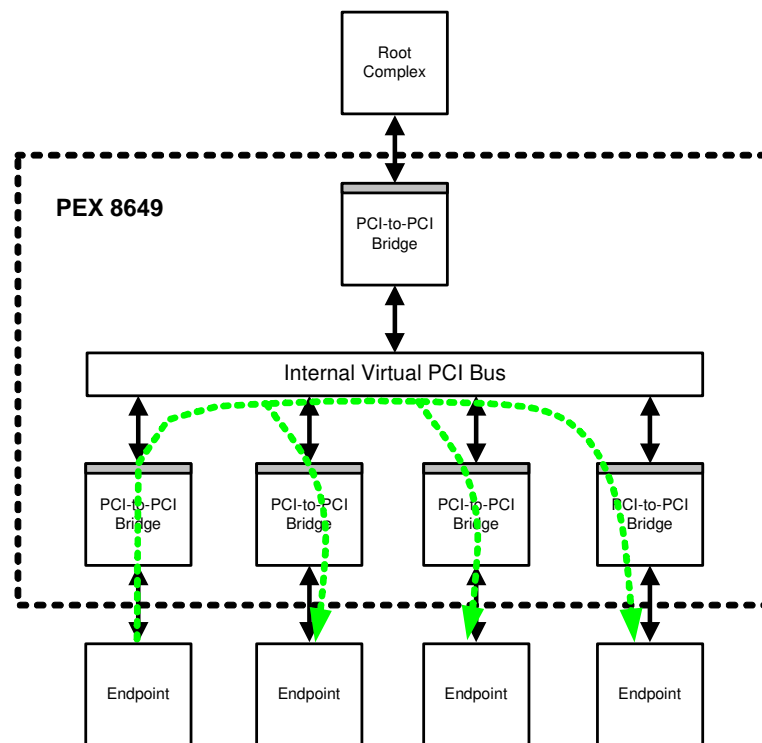 Root
Complex
PEX 8649
PCI-to-PCI
Bridge
Internal Virtual PCI Bus
PCI-to-PCI
Bridge
PCI-to-PCI
Bridge
PCI-to-PCI
Bridge
PCI-to-PCI
Bridge
Endpoint
Endpoint
Endpoint
Endpoint